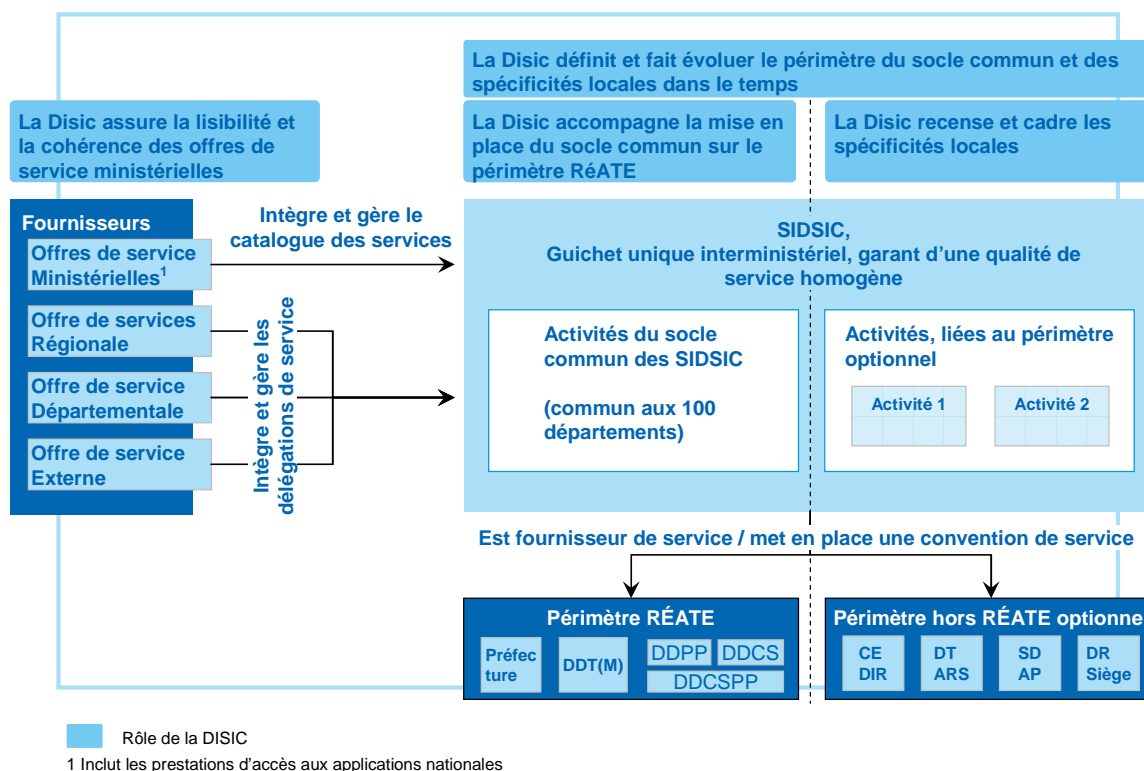 La Disic définit et fait évoluer le périmètre du socle commun et des
spécificités locales dans le temps
La Disic assure la lisibilité et
la cohérence des offres de
service ministérielles
La Disic accompagne la mise en
place du socle commun sur le
périmètre RéATE
La Disic recense et cadre les
spécificités locales
Fournisseurs
Offres de service
Ministérielles1
Offre de services
Régionale
Offre de service
Départementale
Offre de service
Externe
Intègre et gère le
catalogue des services
Intègre et gère les
délégations de service
SIDSIC,
Guichet unique interministériel, garant d'une qualité de
service homogène
Activités du socle
commun des SIDSIC
(commun aux 100
départements)
Activités, liées au périmètre
optionnel
Activité 1
Activité 2
Est fournisseur de service / met en place une convention de service
Périmètre RÉATE
Préfec
ture
DDT(M)
DDPP
DDCS
DDCSPP
Périmètre hors RÉATE optionne
CE
DIR
DT
ARS
SD
AP
DR
Siège
Rôle de la DISIC
1 Inclut les prestations d'accès aux applications nationales